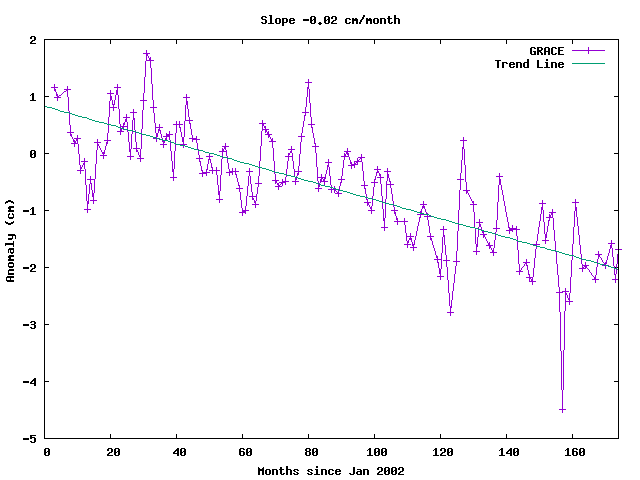 Slope -0.02 cm/month
GRACE
Trend Line
2
1
0
-1
-2
-3
-4
-5
Anomaly (cm)
0 20 40 60 80 100 120 140 160
Months since Jan 2002